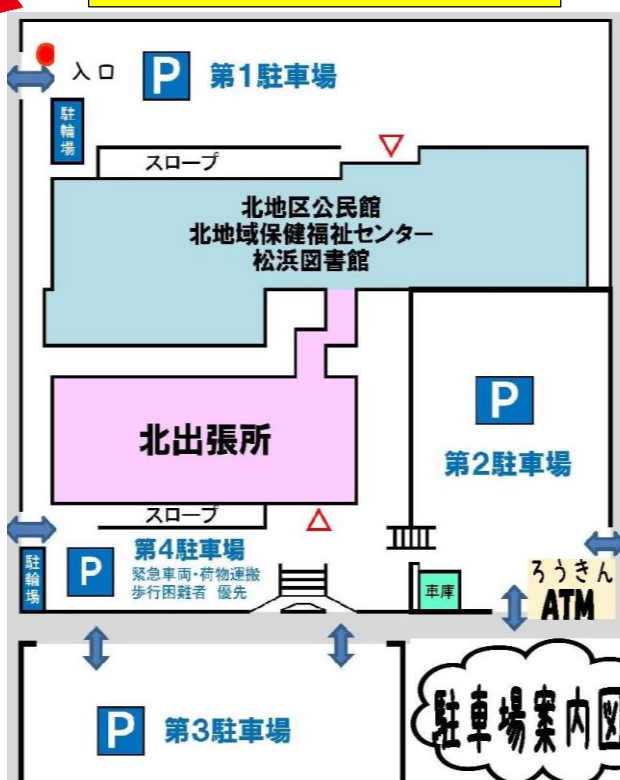 入口
P
第1駐車場
駐輪場
スロープ
北地区公民館
北地域保健福祉センター
松浜図書館
P
第2駐車場
北出張所
スロープ
駐輪場
P
第4駐車場
緊急車両・荷物運搬
歩行困難者 優先
車庫
ろうきん
ATM
P
第3駐車場
駐車場案内図